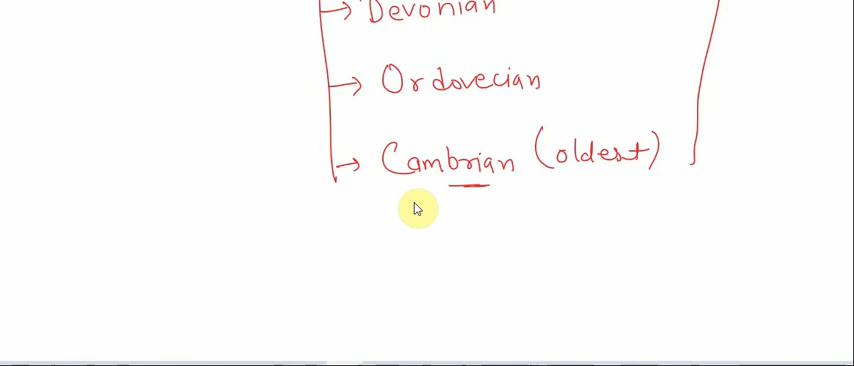 → Devonian
→ Ordovecian
→ Cambrian (oldest)